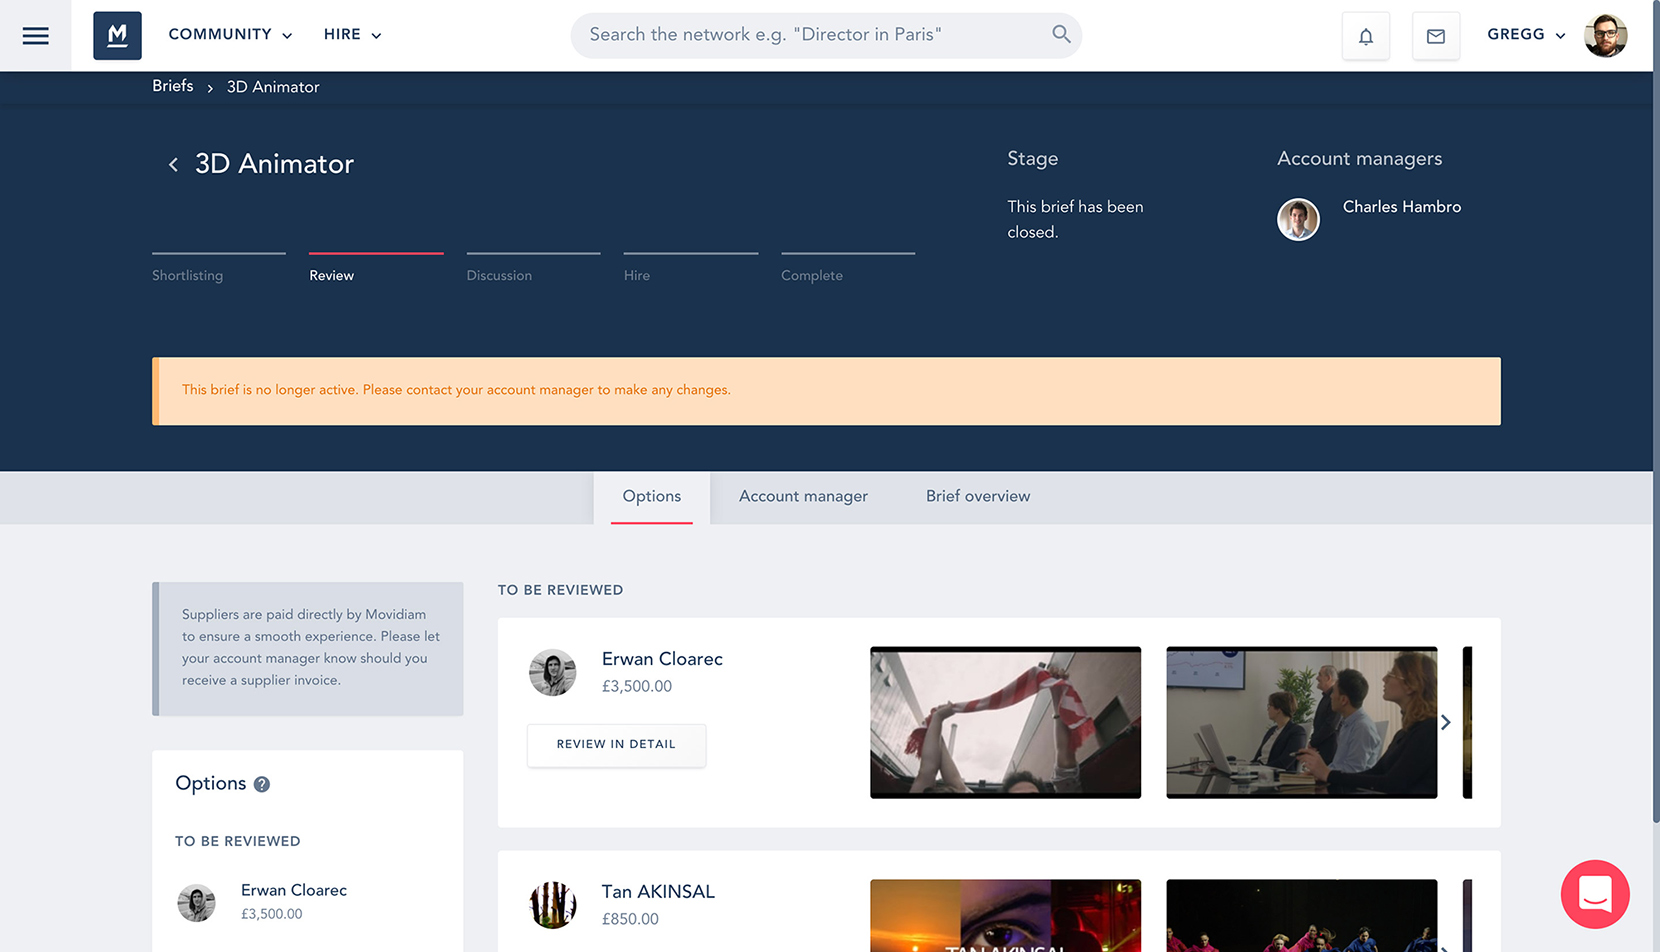 M
COMMUNITY
HIRE
Search the network e.g. "Director in Paris"
GREGG
Briefs
3D Animator
3D Animator
Stage
This brief has been
closed.
Account managers
Charles Hambro
Shortlisting
Review
Discussion
Hire
Complete
This brief is no longer active. Please contact your account manager to make any changes.
Options
Account manager
Brief overview
Suppliers are paid directly by Movidiam
to ensure a smooth experience. Please let
your account manager know should you
receive a supplier invoice.
Options ?
TO BE REVIEWED
Erwan Cloarec
£3,500.00
TO BE REVIEWED
Erwan Cloarec
£3,500.00
REVIEW IN DETAIL
Tan AKINSAL
£850.00
TAN AKINSAL